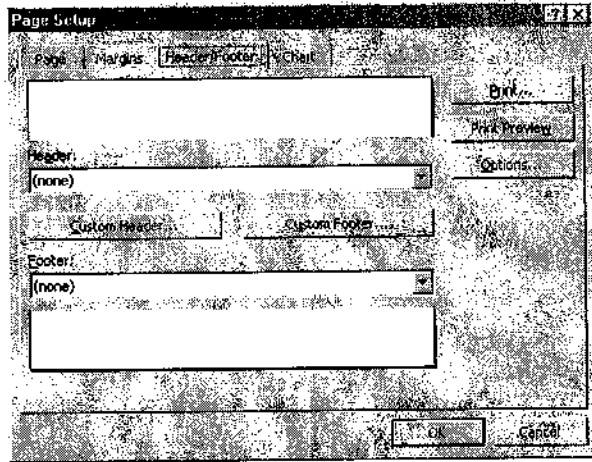 Page Setup
Page Margins Header/Footer Chart
Print...
Print Preview
Header:
Options...
(none)
Custom Header... Custom Footer...
Footer:
(none)
OK Cancel